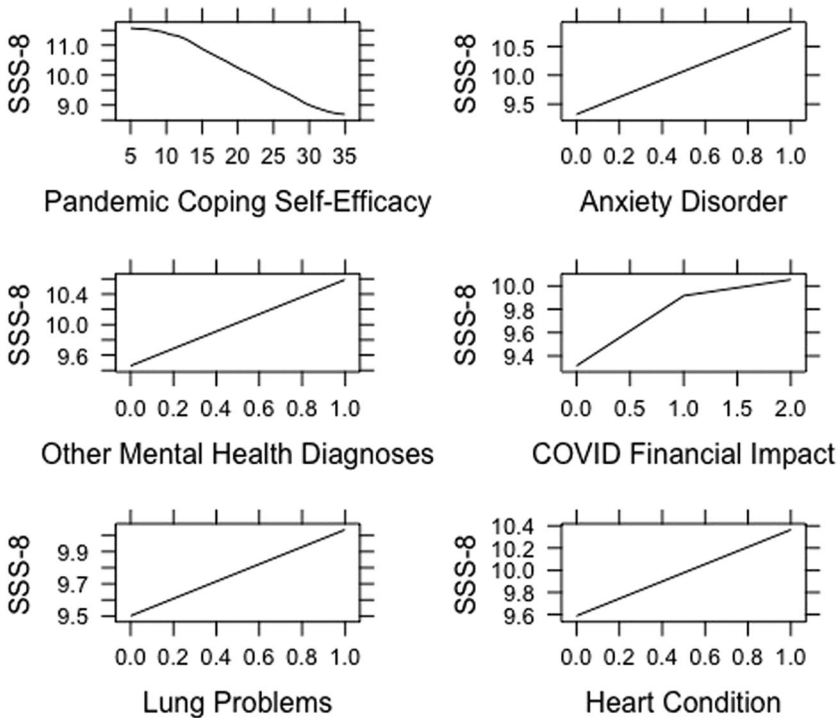 SSS-8
11.0
10.0
9.0
5 10 15 20 25 30 35
Pandemic Coping Self-Efficacy
SSS-8
10.5
10.0
9.5
0.0 0.2 0.4 0.6 0.8 1.0
Anxiety Disorder
SSS-8
10.4
10.0
9.6
0.0 0.2 0.4 0.6 0.8 1.0
Other Mental Health Diagnoses
SSS-8
10.0
9.8
9.6
9.4
0.0 0.5 1.0 1.5 2.0
COVID Financial Impact
SSS-8
9.9
9.7
9.5
0.0 0.2 0.4 0.6 0.8 1.0
Lung Problems
SSS-8
10.4
10.2
10.0
9.8
9.6
0.0 0.2 0.4 0.6 0.8 1.0
Heart Condition